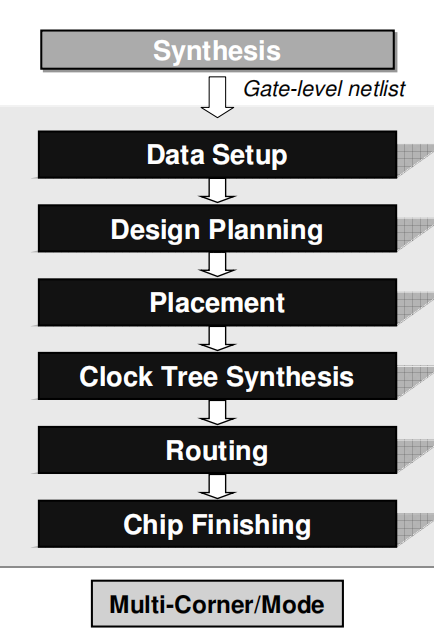 Synthesis
Gate-level netlist
Data Setup
Design Planning
Placement
Clock Tree Synthesis
Routing
Chip Finishing
Multi-Corner/Mode